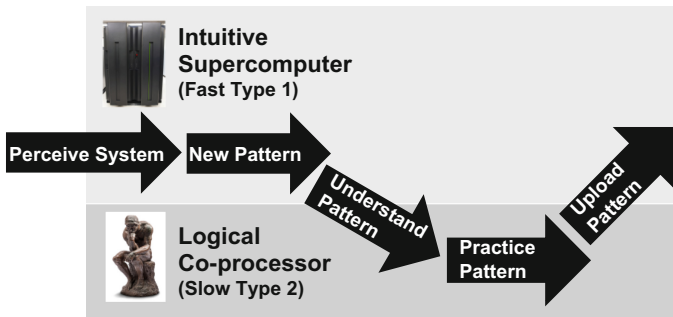 Intuitive
Supercomputer
(Fast Type 1)
Perceive System
New Pattern
Understand
Pattern
Upload
Pattern
Logical
Co-processor
(Slow Type 2)
Practice
Pattern